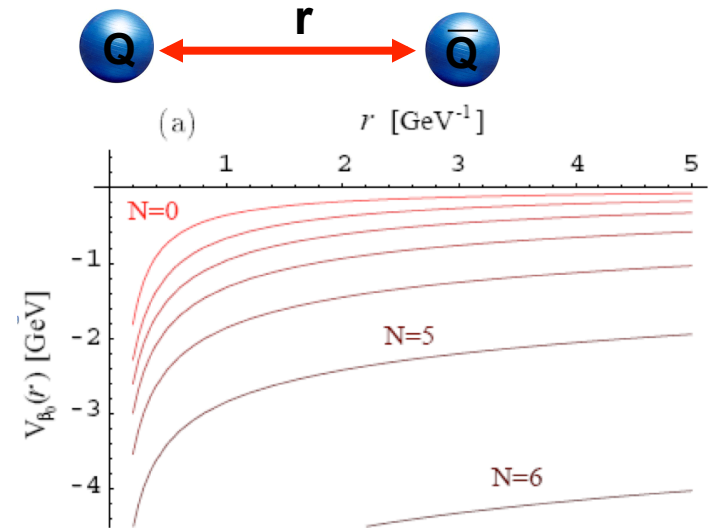 r
Q Q̅
(a) r [GeV⁻¹]
1 2 3 4 5
N=0
-1
-2
N=5
-3
-4
N=6
V_β₀(r) [GeV]